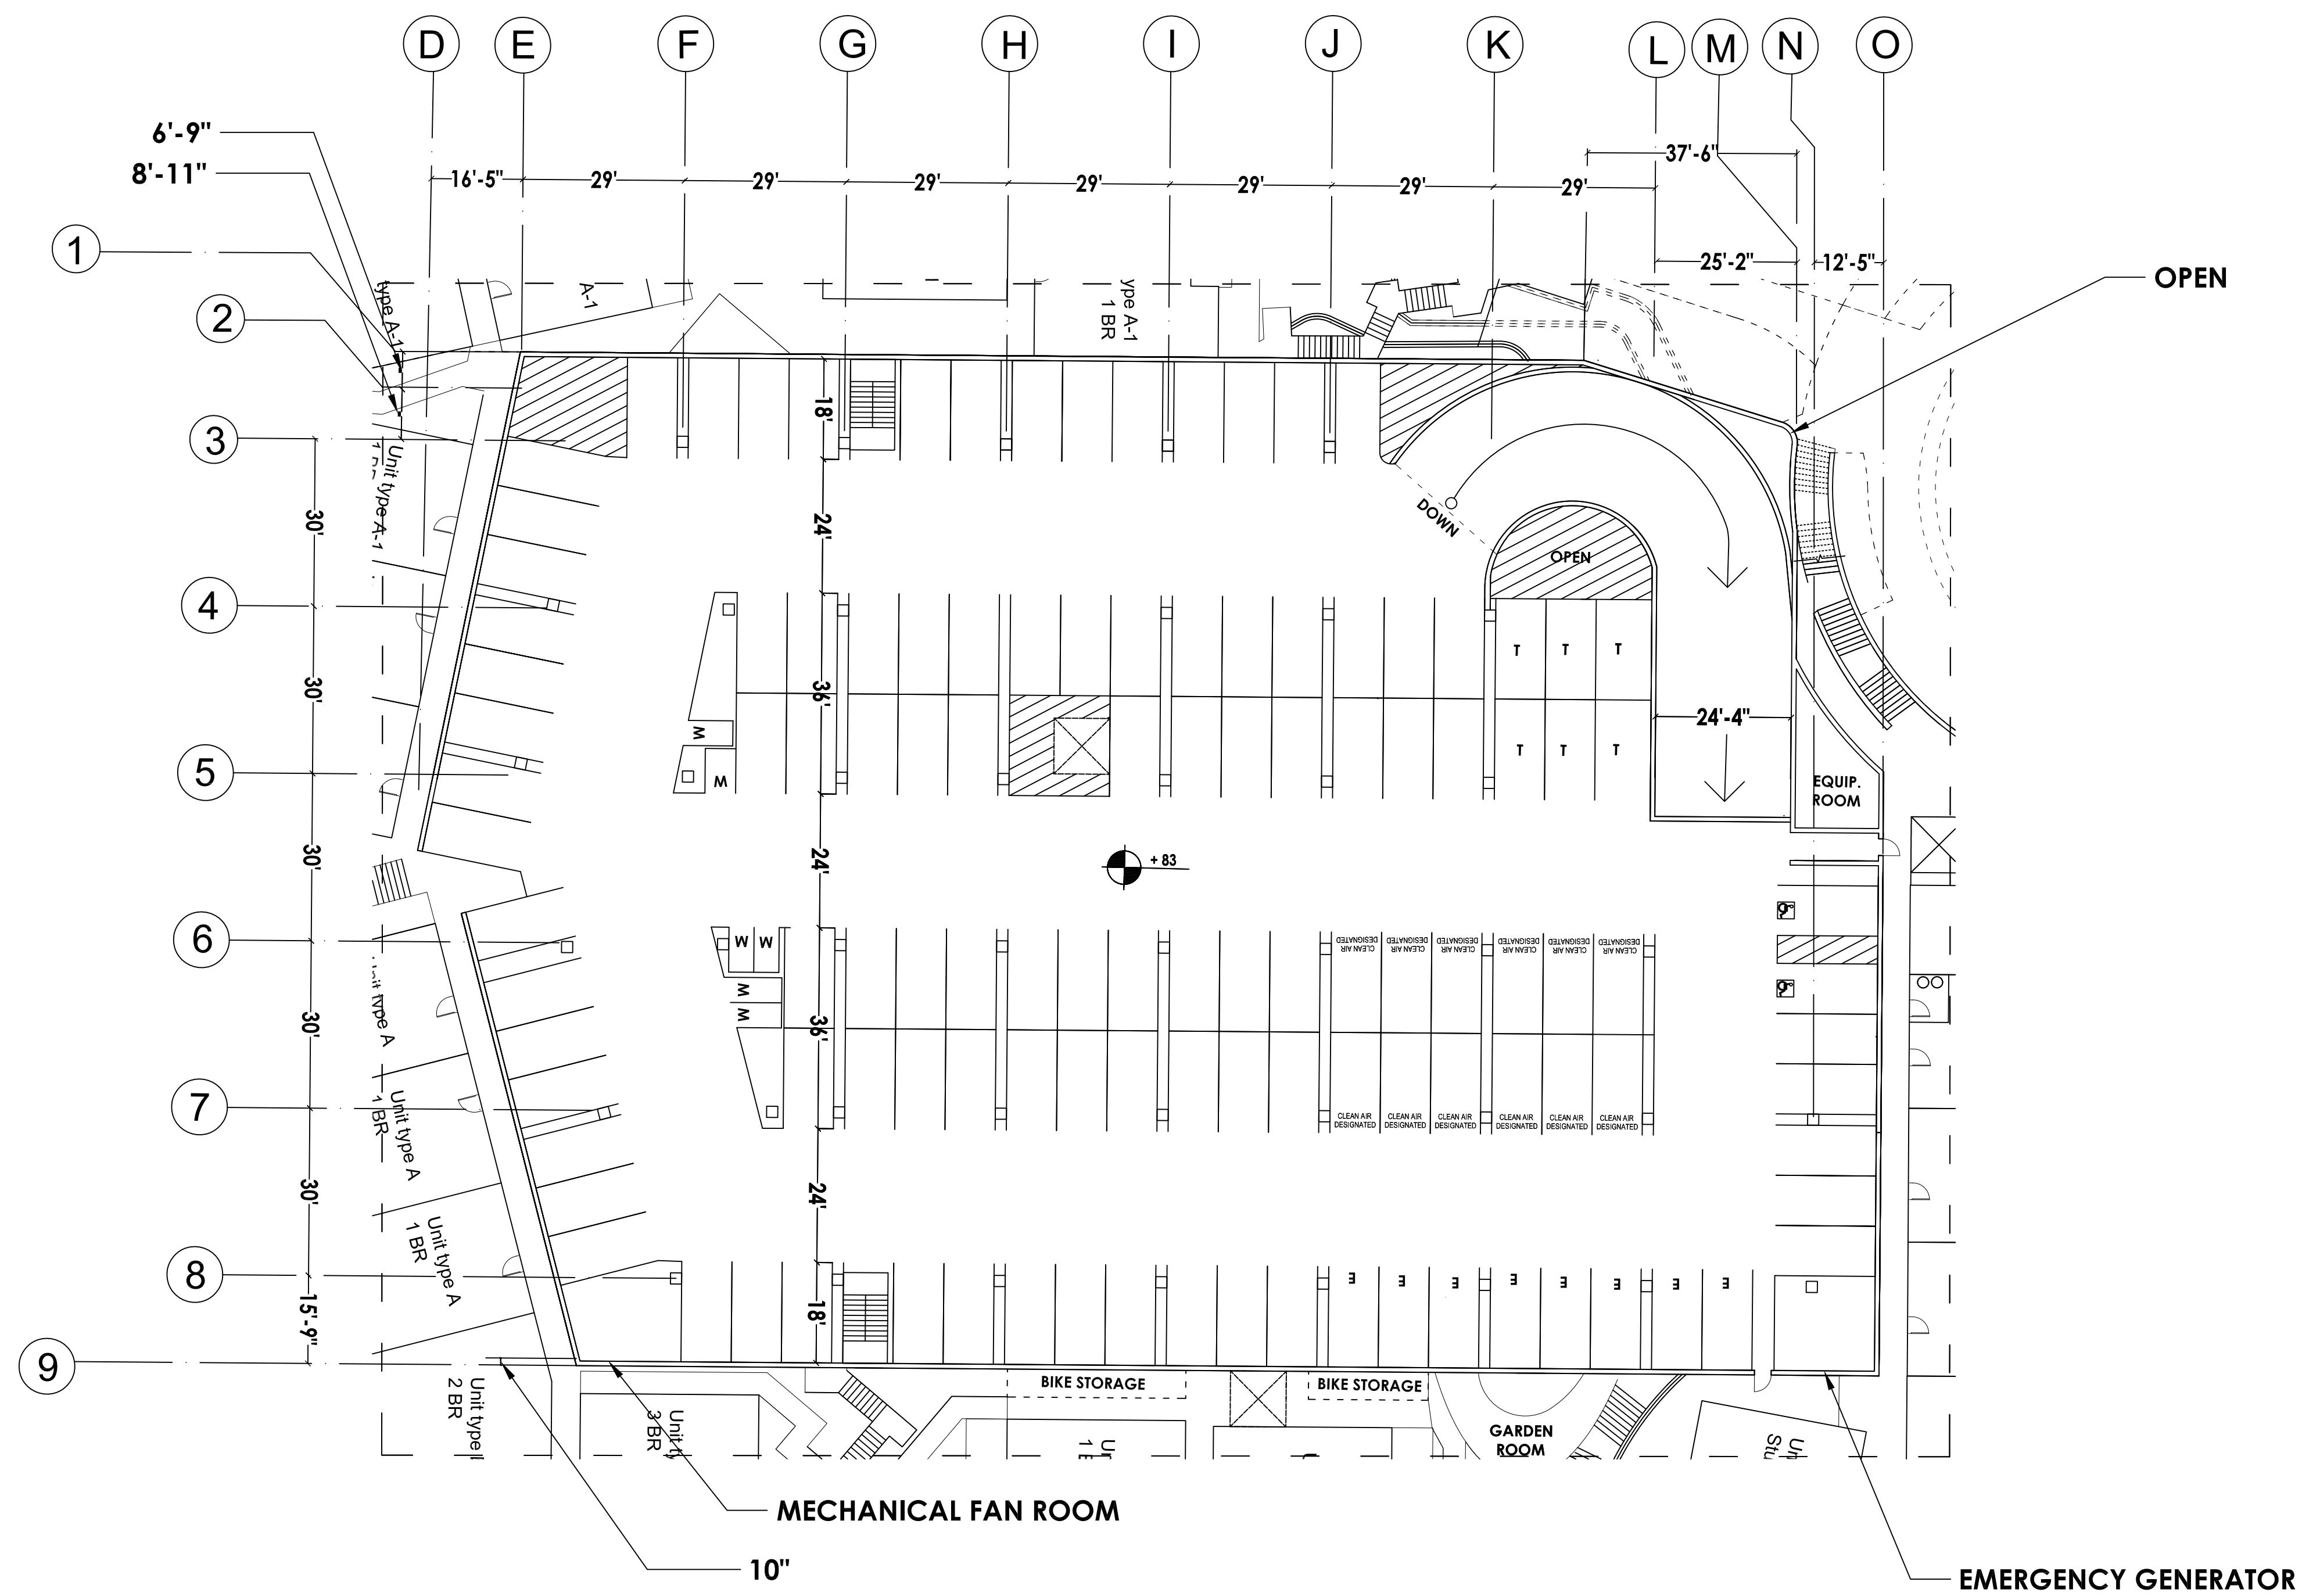 D E F G H I J K L M N O
6'-9"
8'-11"
37'-6"
16'-5" 29' 29' 29' 29' 29' 29' 29'
1
25'-2" 12'-5"
OPEN
2
type A-1
A-1
ype A-1
1 BR
3
18'
Unit type A-1
30'
24'
DOWN
OPEN
4
T T T
30'
36'
24'-4"
M
T T T
5
M
EQUIP.
ROOM
30'
24'
+ 83
6
W W
CLEAN AIR
DESIGNATED
CLEAN AIR
DESIGNATED
CLEAN AIR
DESIGNATED
CLEAN AIR
DESIGNATED
CLEAN AIR
DESIGNATED
CLEAN AIR
DESIGNATED
M
M
30'
36'
Unit type A
7
CLEAN AIR
DESIGNATED
CLEAN AIR
DESIGNATED
CLEAN AIR
DESIGNATED
CLEAN AIR
DESIGNATED
CLEAN AIR
DESIGNATED
CLEAN AIR
DESIGNATED
Unit type A
1 BR
30'
24'
Unit type A
1 BR
8
E E E E E E E E
15'-9"
18'
9
BIKE STORAGE
BIKE STORAGE
Unit type
2 BR
Unit
3 BR
GARDEN
ROOM
MECHANICAL FAN ROOM
10"
EMERGENCY GENERATOR